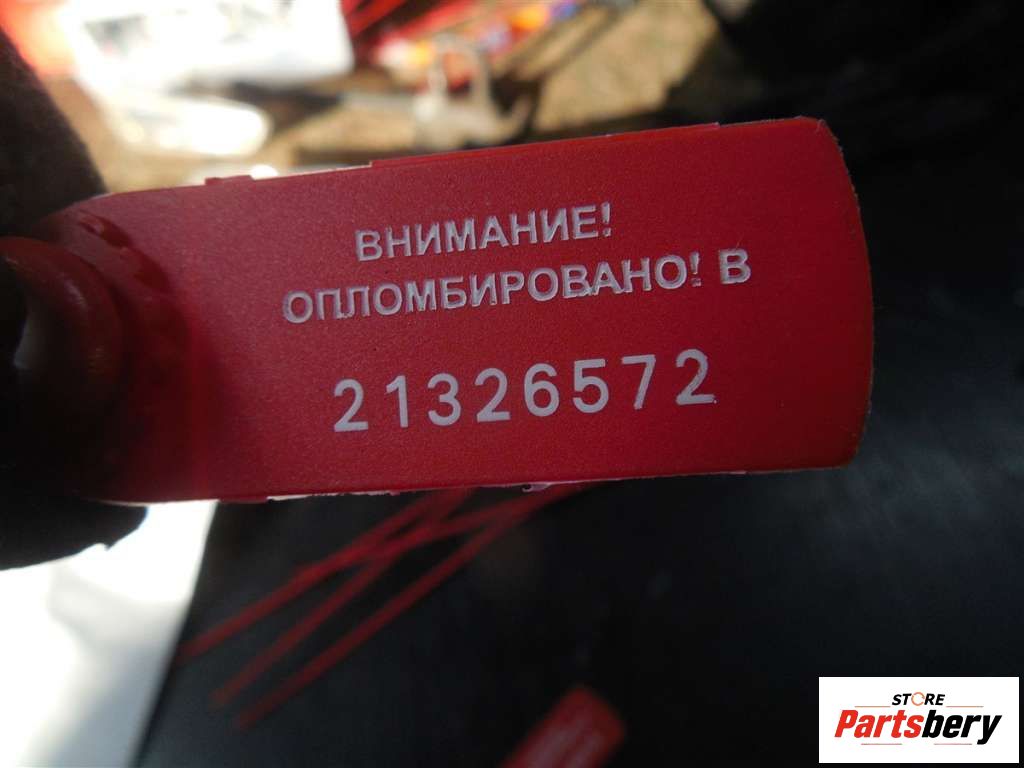 ВНИМАНИЕ!
ОПЛОМБИРОВАНО! В
21326572
STORE
Partsbery